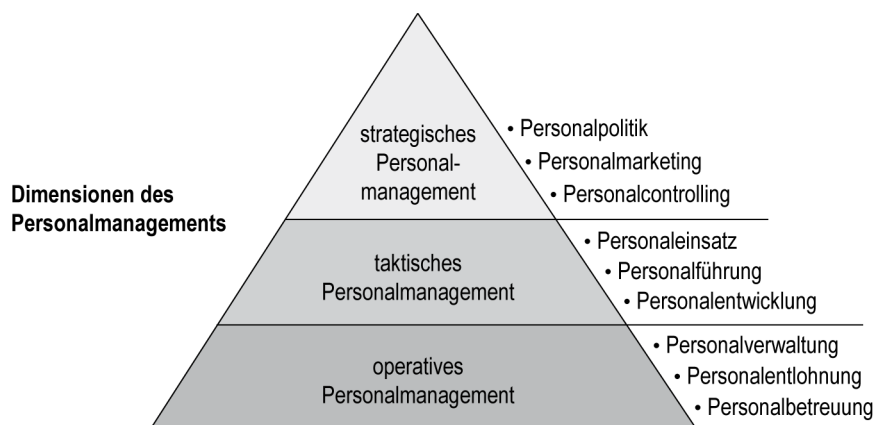 Dimensionen des
Personalmanagements
strategisches
Personal-
management
• Personalpolitik
• Personalmarketing
• Personalcontrolling
taktisches
Personalmanagement
• Personaleinsatz
• Personalführung
• Personalentwicklung
operatives
Personalmanagement
• Personalverwaltung
• Personalentlohnung
• Personalbetreuung